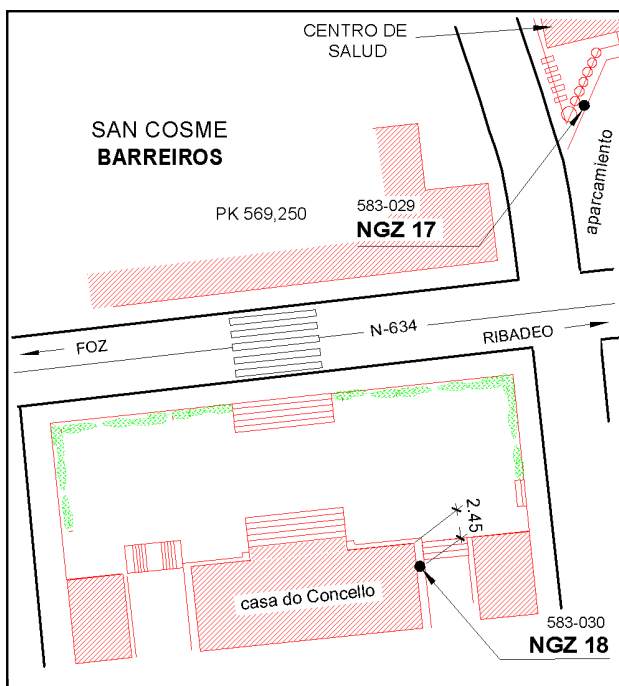 CENTRO DE
SALUD
SAN COSME
BARREIROS
aparcamiento
583-029
PK 569,250
NGZ 17
N-634
RIBADEO
FOZ
2.45
casa do Concello
583-030
NGZ 18